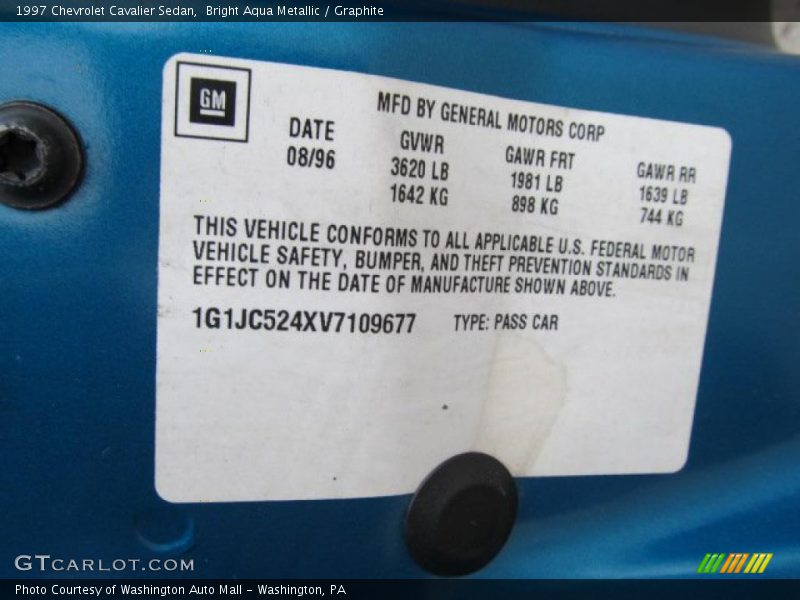 1997 Chevrolet Cavalier Sedan, Bright Aqua Metallic / Graphite
GM
MFD BY GENERAL MOTORS CORP
DATE GVWR GAWR FRT GAWR RR
08/96 3620 LB 1981 LB 1639 LB
1642 KG 898 KG 744 KG
THIS VEHICLE CONFORMS TO ALL APPLICABLE U.S. FEDERAL MOTOR
VEHICLE SAFETY, BUMPER, AND THEFT PREVENTION STANDARDS IN
EFFECT ON THE DATE OF MANUFACTURE SHOWN ABOVE.
1G1JC524XV7109677 TYPE: PASS CAR
GTCARLOT.COM
Photo Courtesy of Washington Auto Mall - Washington, PA